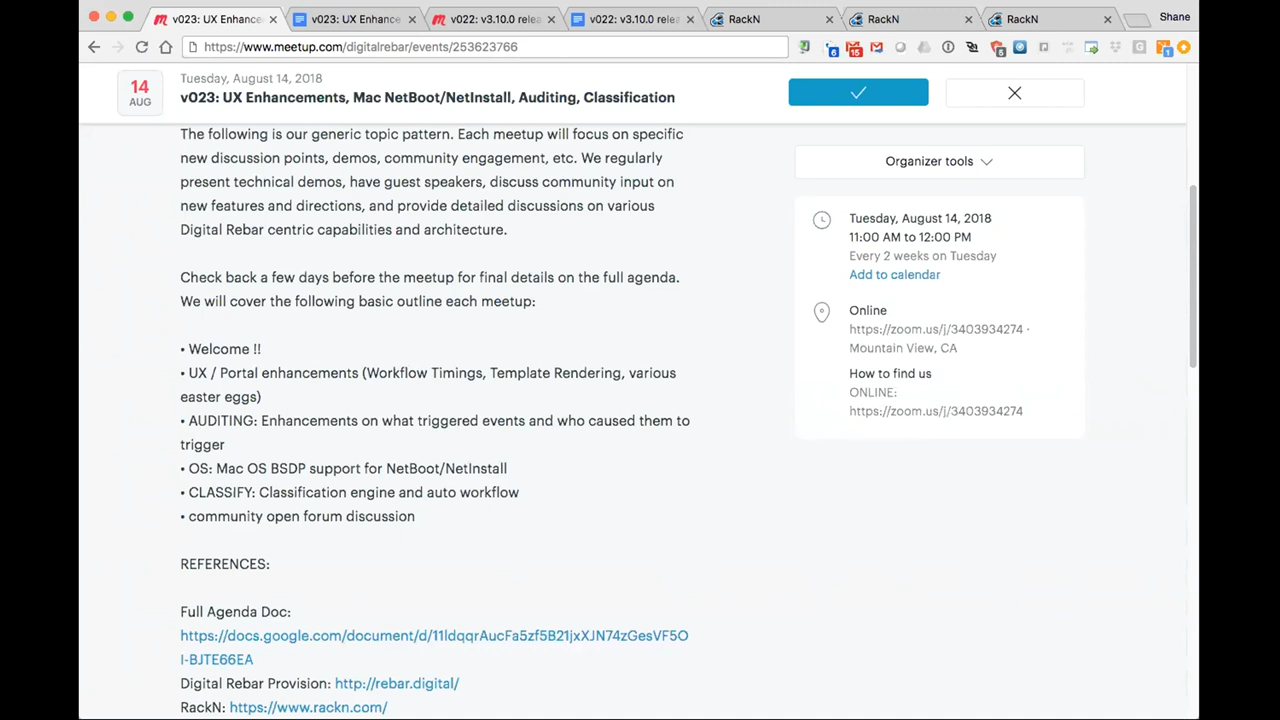 v023: UX Enhance
v023: UX Enhance
v022: v3.10.0 relea
v022: v3.10.0 relea
RackN
RackN
RackN
Shane
https://www.meetup.com/digitalrebar/events/253623766
6
15
5
1
14
AUG
Tuesday, August 14, 2018
v023: UX Enhancements, Mac NetBoot/NetInstall, Auditing, Classification
The following is our generic topic pattern. Each meetup will focus on specific
new discussion points, demos, community engagement, etc. We regularly
present technical demos, have guest speakers, discuss community input on
new features and directions, and provide detailed discussions on various
Digital Rebar centric capabilities and architecture.
Check back a few days before the meetup for final details on the full agenda.
We will cover the following basic outline each meetup:
• Welcome !!
• UX / Portal enhancements (Workflow Timings, Template Rendering, various
easter eggs)
• AUDITING: Enhancements on what triggered events and who caused them to
trigger
• OS: Mac OS BSDP support for NetBoot/NetInstall
• CLASSIFY: Classification engine and auto workflow
• community open forum discussion
REFERENCES:
Full Agenda Doc:
https://docs.google.com/document/d/11ldqqrAucFa5zf5B21jxXJN74zGesVF5O
I-BJTE66EA
Digital Rebar Provision: http://rebar.digital/
RackN: https://www.rackn.com/
Organizer tools
Tuesday, August 14, 2018
11:00 AM to 12:00 PM
Every 2 weeks on Tuesday
Add to calendar
Online
https://zoom.us/j/3403934274 ·
Mountain View, CA
How to find us
ONLINE:
https://zoom.us/j/3403934274